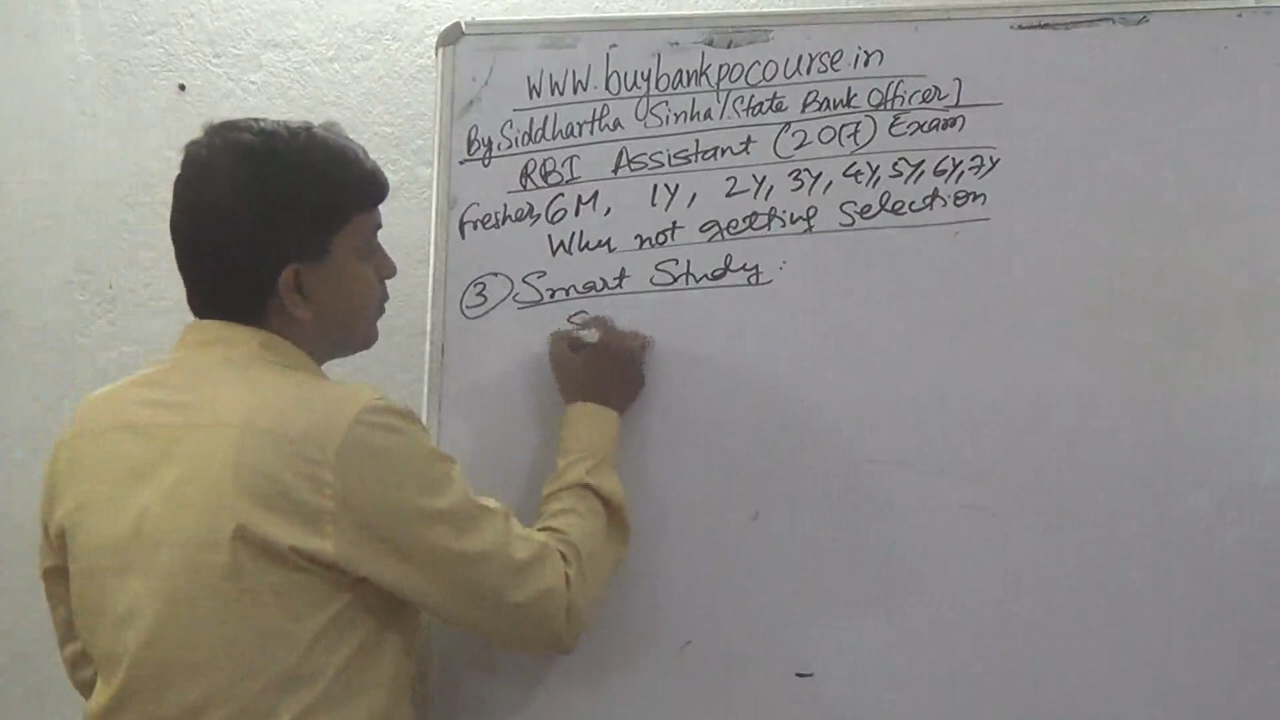 WWW.buybankpocourse.in
By Siddhartha Sinha (State Bank Officer)
RBI Assistant (2017) Exam
Fresher, 6M, 1Y, 2Y, 3Y, 4Y, 5Y, 6Y, 7Y
Why not getting selection
③ Smart Study:
S